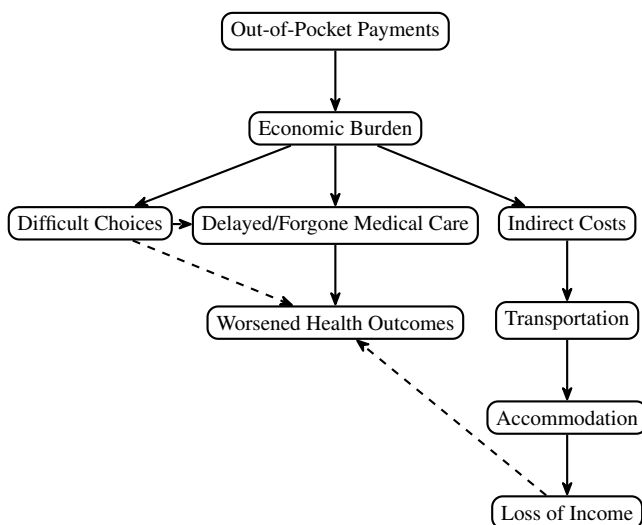 Out-of-Pocket Payments
Economic Burden
Difficult Choices
Delayed/Forgone Medical Care
Indirect Costs
Worsened Health Outcomes
Transportation
Accommodation
Loss of Income